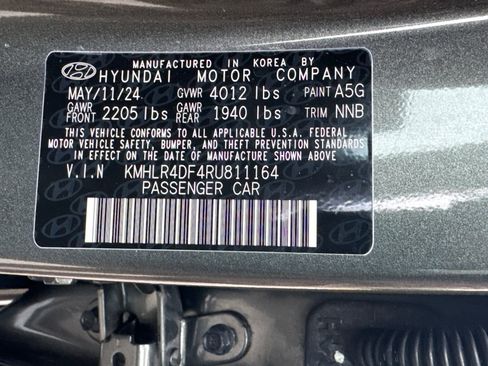 MANUFACTURED IN KOREA BY
HYUNDAI MOTOR COMPANY
MAY/11/24 GVWR 4012 lbs PAINT A5G
GAWR FRONT 2205 lbs GAWR REAR 1940 lbs TRIM NNB
THIS VEHICLE CONFORMS TO ALL APPLICABLE U.S.A. FEDERAL
MOTOR VEHICLE SAFETY, BUMPER, AND THEFT PREVENTION
STANDARDS IN EFFECT ON THE DATE OF MANUFACTURE SHOWN ABOVE.
V.I.N KMHLR4DF4RU811164
PASSENGER CAR